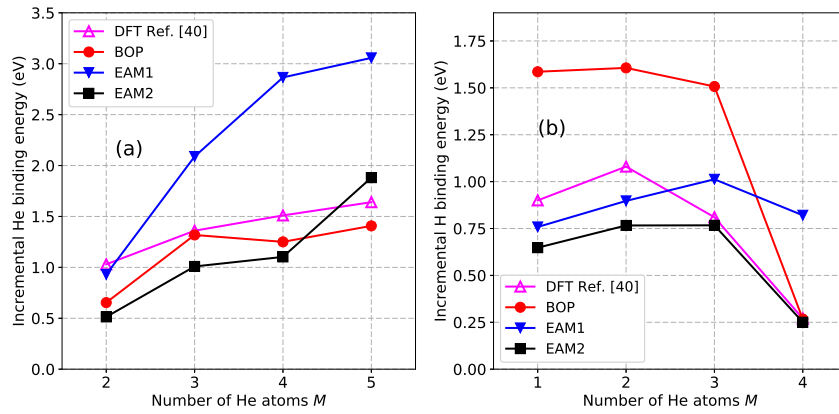 3.5
3.0
2.5
2.0
1.5
1.0
0.5
0.0
Incremental He binding energy (eV)
DFT Ref. [40]
BOP
EAM1
EAM2
(a)
2 3 4 5
Number of He atoms M
1.75
1.50
1.25
1.00
0.75
0.50
0.25
0.00
Incremental H binding energy (eV)
(b)
DFT Ref. [40]
BOP
EAM1
EAM2
1 2 3 4
Number of He atoms M